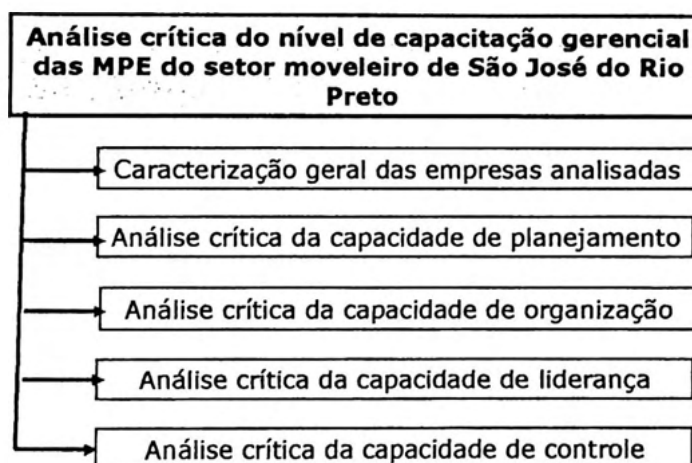 Análise crítica do nível de capacitação gerencial
das MPE do setor moveleiro de São José do Rio
Preto
Caracterização geral das empresas analisadas
Análise crítica da capacidade de planejamento
Análise crítica da capacidade de organização
Análise crítica da capacidade de liderança
Análise crítica da capacidade de controle